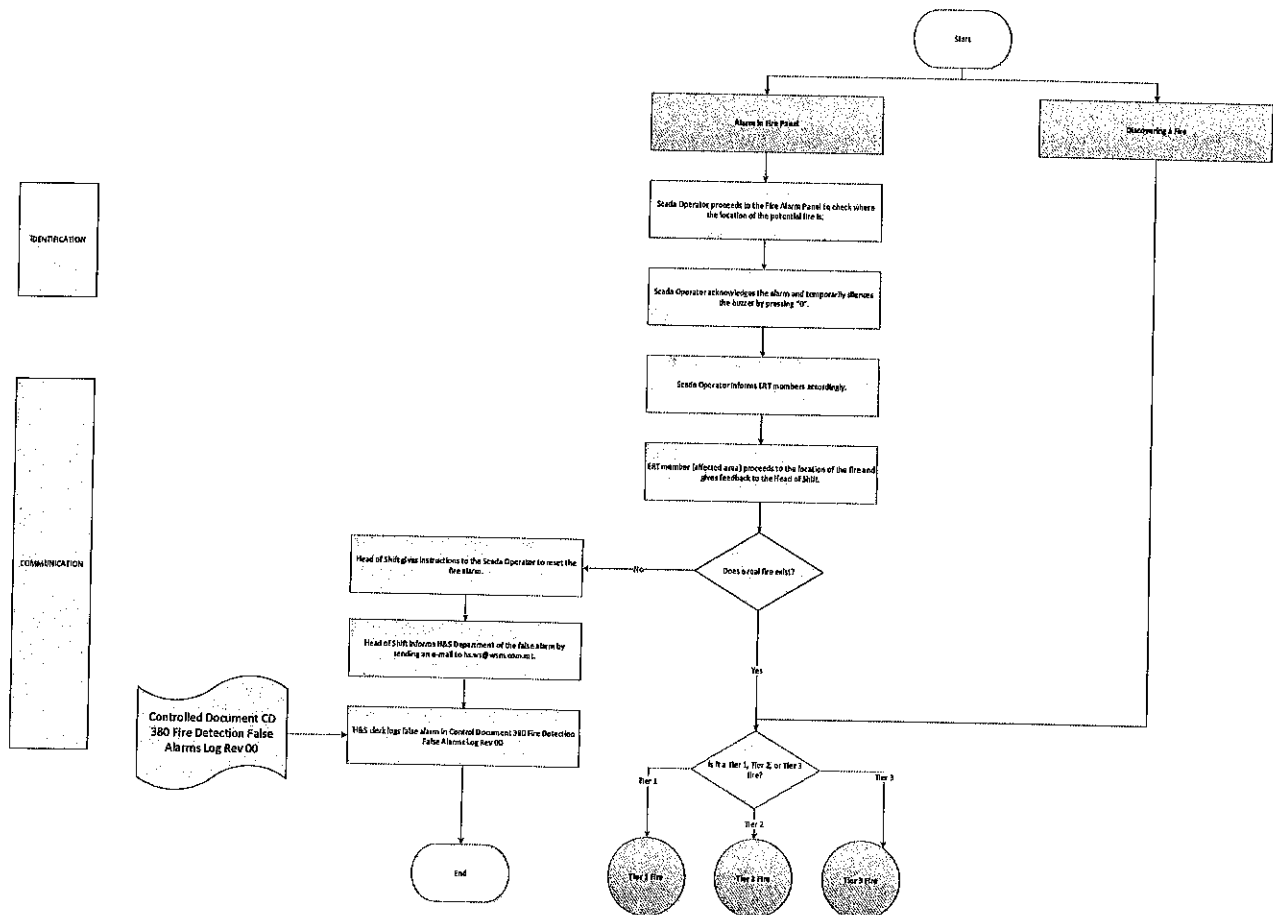 Start
Alarm in Fire Panel
Discovering a Fire
Scada Operator proceeds to the Fire Alarm Panel to check where
the location of the potential fire is.
IDENTIFICATION
Scada Operator acknowledges the alarm and temporarily silences
the buzzer by pressing "0".
Scada Operator informs ERT members accordingly.
ERT member (affected area) proceeds to the location of the fire and
gives feedback to the Head of Shift.
COMMUNICATION
Head of Shift gives instructions to the Scada Operator to reset the
fire alarm.
No
Does a real fire exist?
Head of Shift informs H&S Department of the false alarm by
sending an e-mail to
Yes
Controlled Document CD
380 Fire Detection False
Alarms Log Rev 00
H&S clerk logs false alarm in Control Document 380 Fire Detection
False Alarms Log Rev 00
Is it a Tier 1, Tier 2, or Tier 3
fire?
Tier 1
Tier 2
Tier 3
End
Tier 1 Fire
Tier 2 Fire
Tier 3 Fire